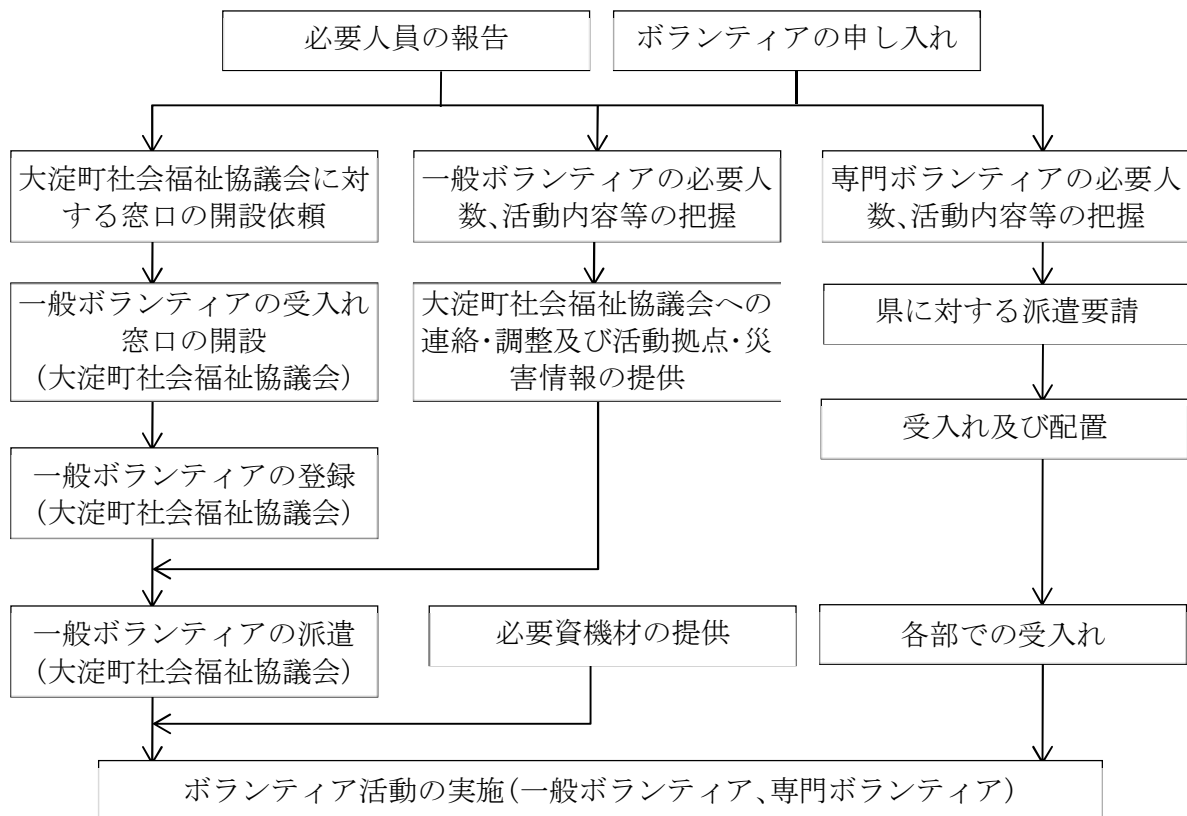 必要人員の報告
ボランティアの申し入れ
大淀町社会福祉協議会に対
する窓口の開設依頼
一般ボランティアの必要人
数、活動内容等の把握
専門ボランティアの必要人
数、活動内容等の把握
一般ボランティアの受入れ
窓口の開設
（大淀町社会福祉協議会）
大淀町社会福祉協議会への
連絡・調整及び活動拠点・災
害情報の提供
県に対する派遣要請
受入れ及び配置
一般ボランティアの登録
（大淀町社会福祉協議会）
一般ボランティアの派遣
（大淀町社会福祉協議会）
必要資機材の提供
各部での受入れ
ボランティア活動の実施（一般ボランティア、専門ボランティア）